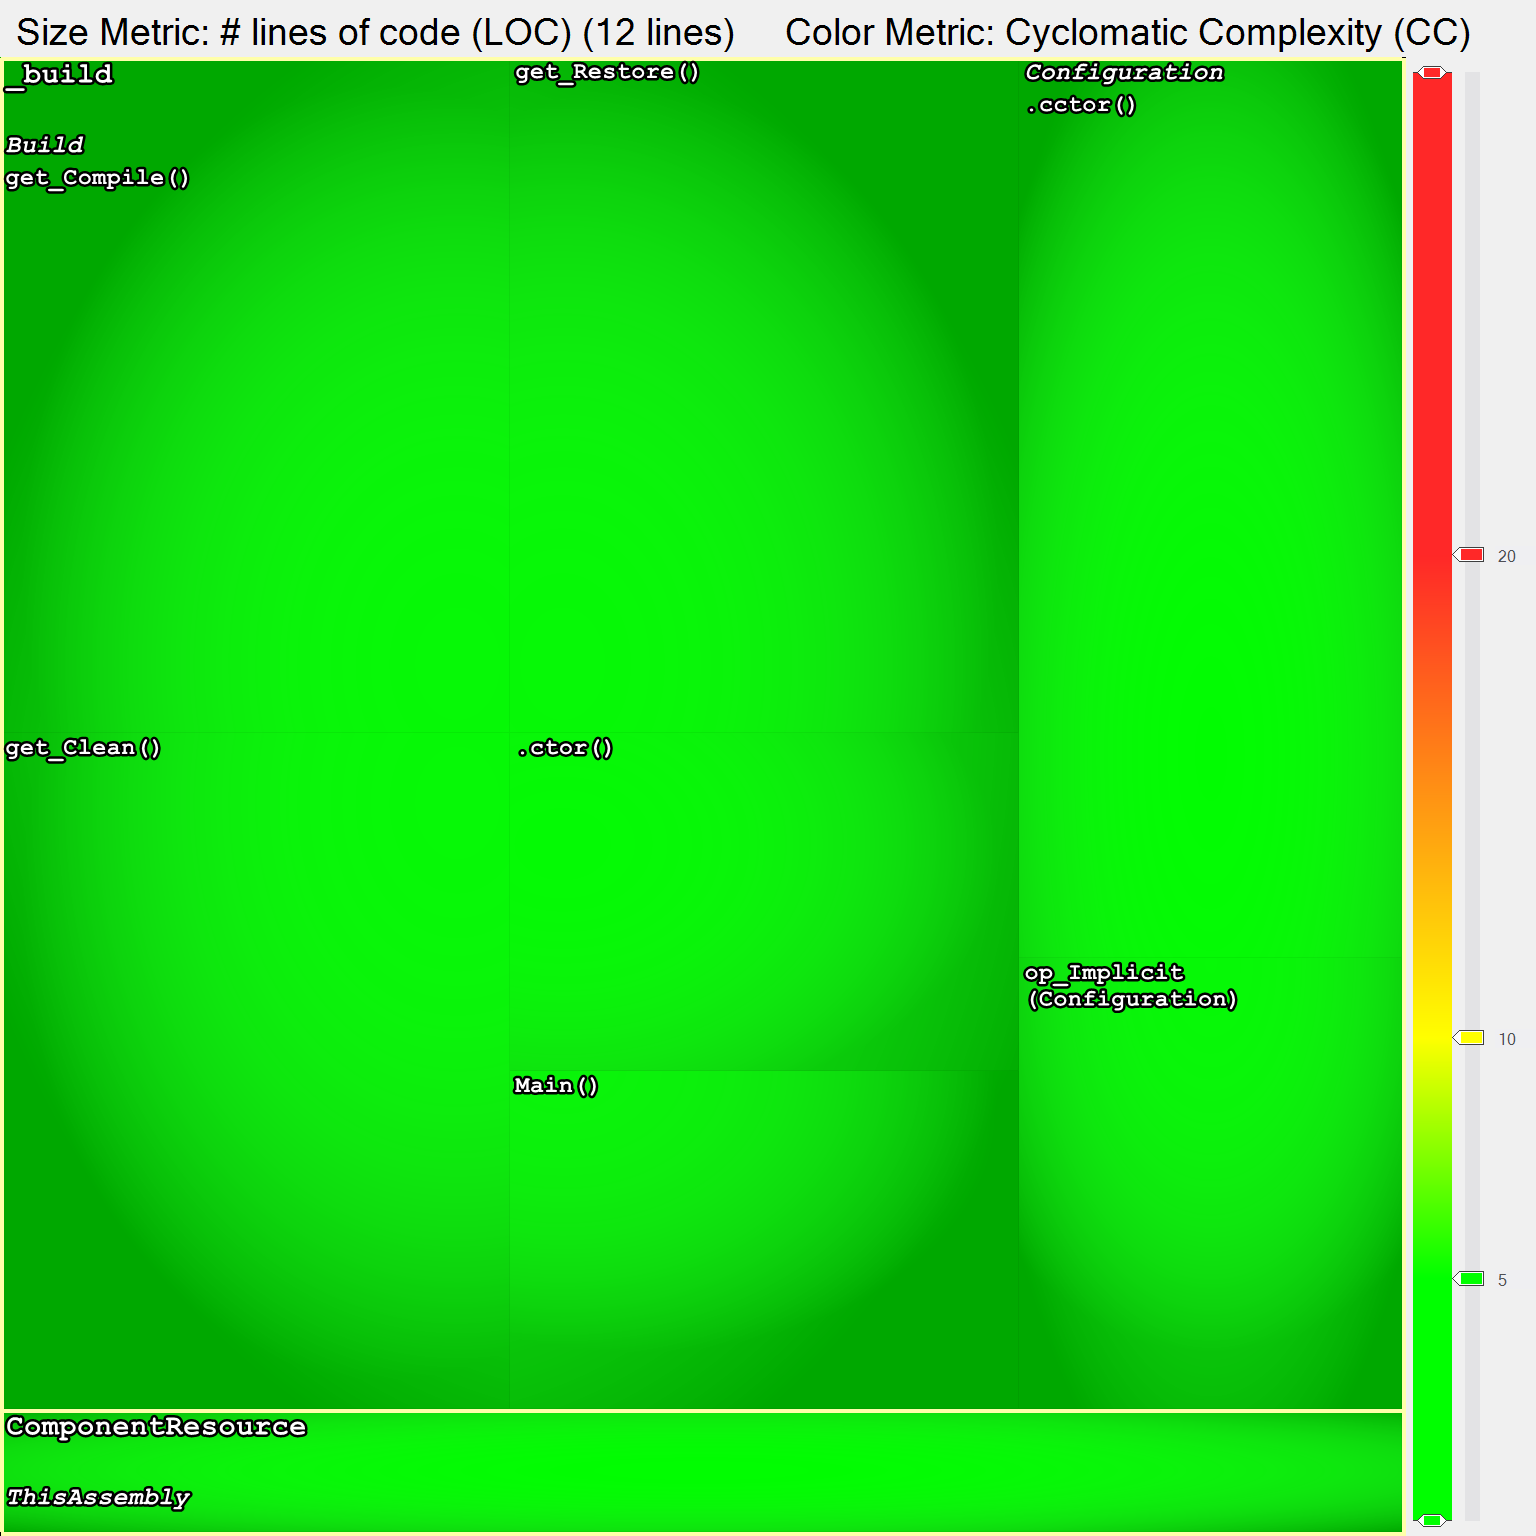 Size Metric: # lines of code (LOC) (12 lines) Color Metric: Cyclomatic Complexity (CC)
_build
Build
get_Compile()
get_Restore()
Configuration
.cctor()
get_Clean()
.ctor()
op_Implicit
(Configuration)
Main()
ComponentResource
ThisAssembly
20
10
5